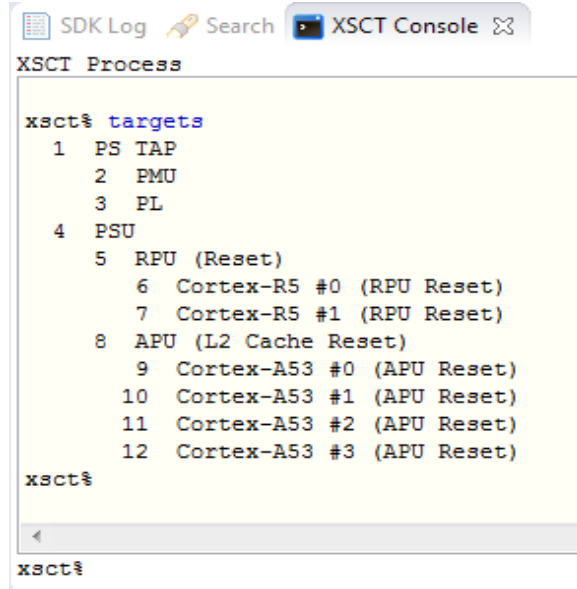 SDK Log Search XSCT Console
XSCT Process
xsct% targets
1 PS TAP
2 PMU
3 PL
4 PSU
5 RPU (Reset)
6 Cortex-R5 #0 (RPU Reset)
7 Cortex-R5 #1 (RPU Reset)
8 APU (L2 Cache Reset)
9 Cortex-A53 #0 (APU Reset)
10 Cortex-A53 #1 (APU Reset)
11 Cortex-A53 #2 (APU Reset)
12 Cortex-A53 #3 (APU Reset)
xsct%
xsct%